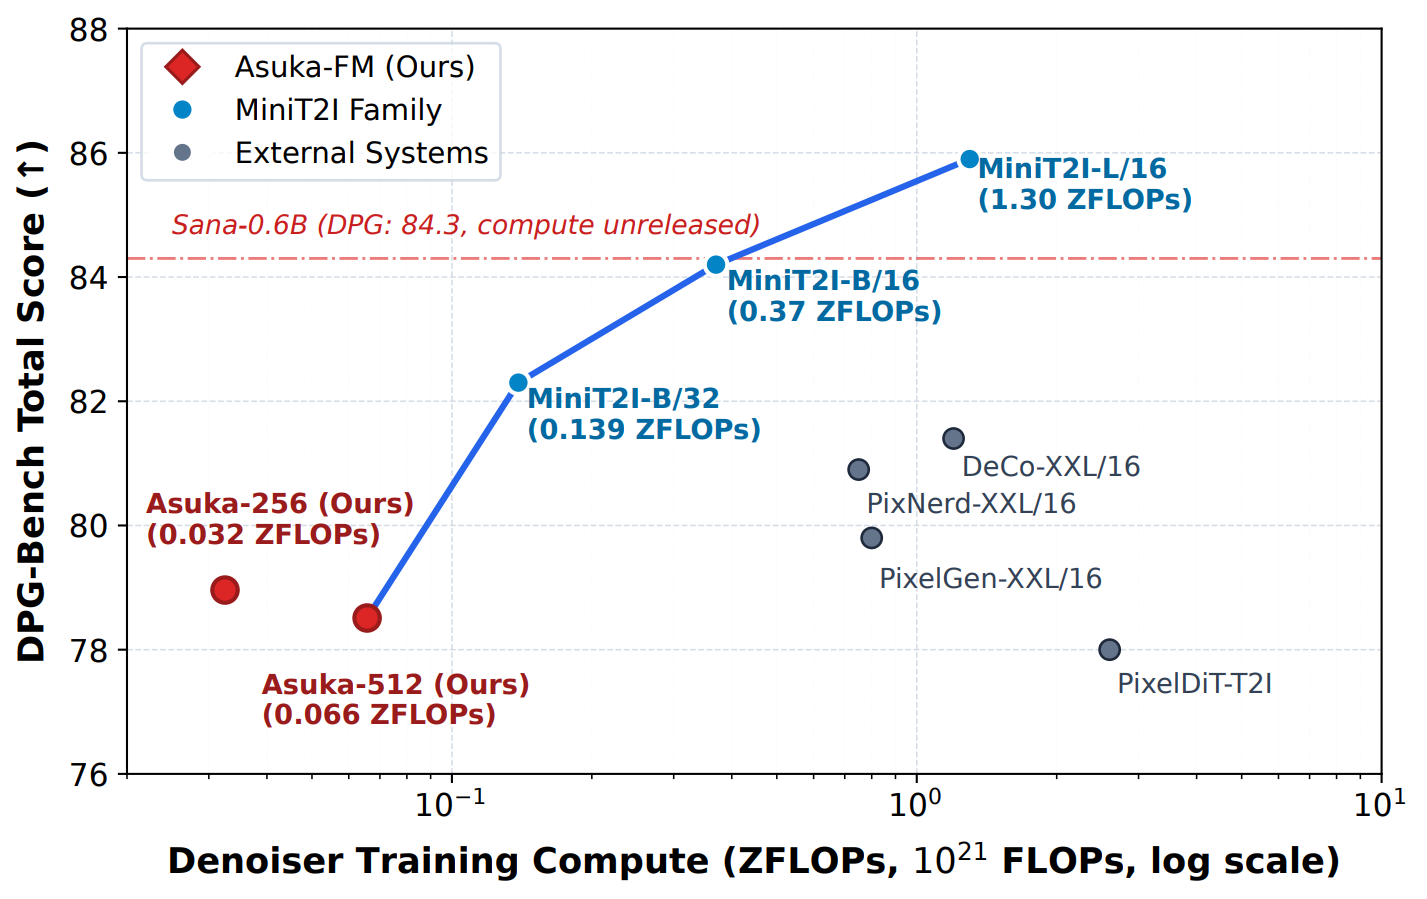 88
86
84
82
80
78
76
DPG-Bench Total Score (↑)
Asuka-FM (Ours)
MiniT2I Family
External Systems
Sana-0.6B (DPG: 84.3, compute unreleased)
MiniT2I-L/16
(1.30 ZFLOPs)
MiniT2I-B/16
(0.37 ZFLOPs)
MiniT2I-B/32
(0.139 ZFLOPs)
DeCo-XXL/16
PixNerd-XXL/16
Asuka-256 (Ours)
(0.032 ZFLOPs)
PixelGen-XXL/16
Asuka-512 (Ours)
(0.066 ZFLOPs)
PixelDiT-T2I
10⁻¹
10⁰
10¹
Denoiser Training Compute (ZFLOPs, 10²¹ FLOPs, log scale)